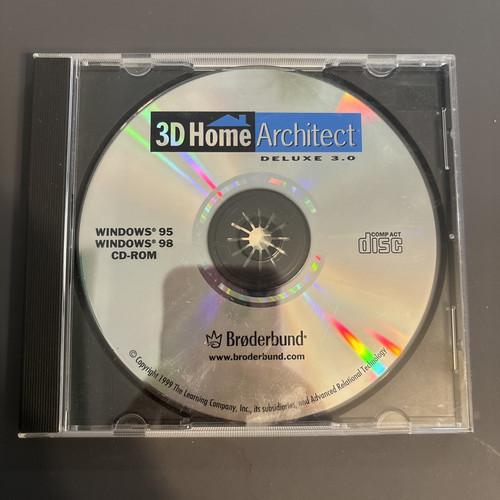 3D Home Architect®
DELUXE 3.0
WINDOWS® 95
WINDOWS® 98
CD-ROM
COMPACT
disc
Brøderbund®
www.broderbund.com
© Copyright 1999 The Learning Company, Inc., its subsidiaries, and Advanced Relational Technology